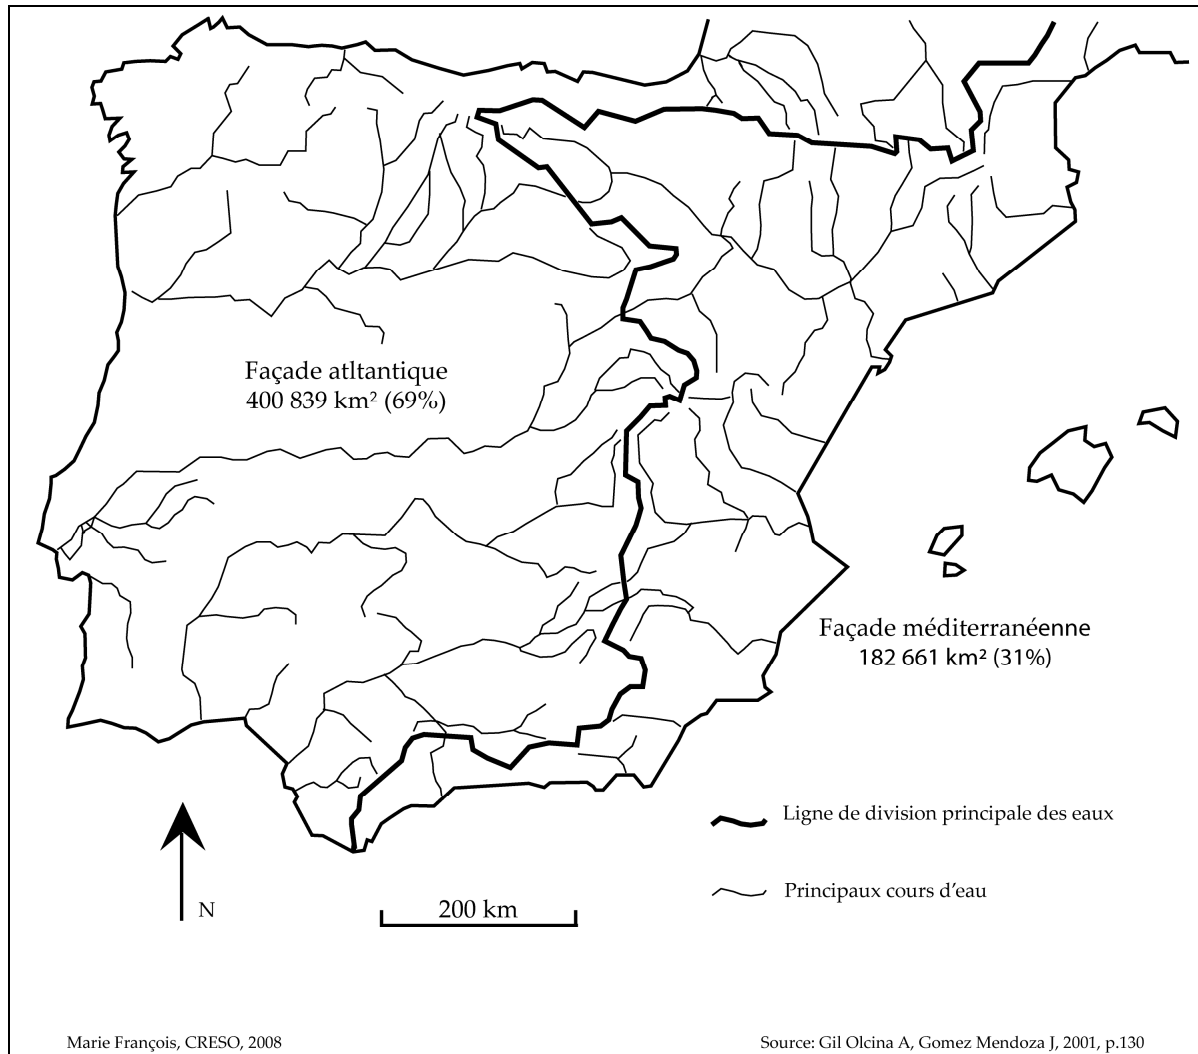 Façade atltantique
400 839 km² (69%)
Façade méditerranéenne
182 661 km² (31%)
Ligne de division principale des eaux
Principaux cours d'eau
N
200 km
Marie François, CRESO, 2008
Source: Gil Olcina A, Gomez Mendoza J, 2001, p.130